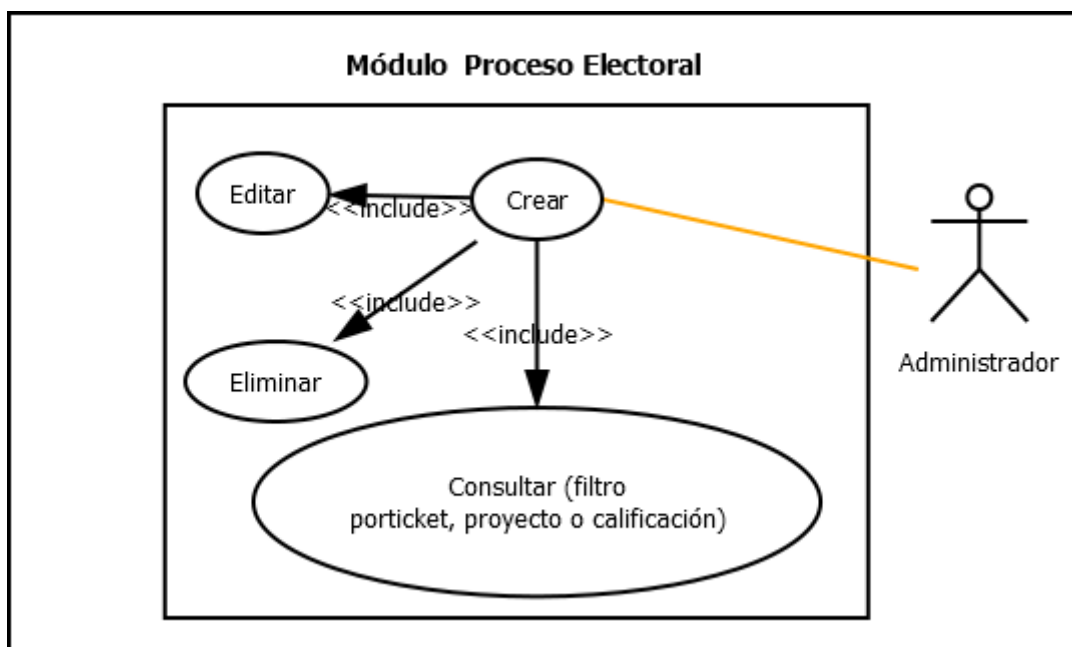 Módulo Proceso Electoral
Editar
<<include>>
Crear
<<include>>
<<include>>
Eliminar
Administrador
Consultar (filtro
porticket, proyecto o calificación)